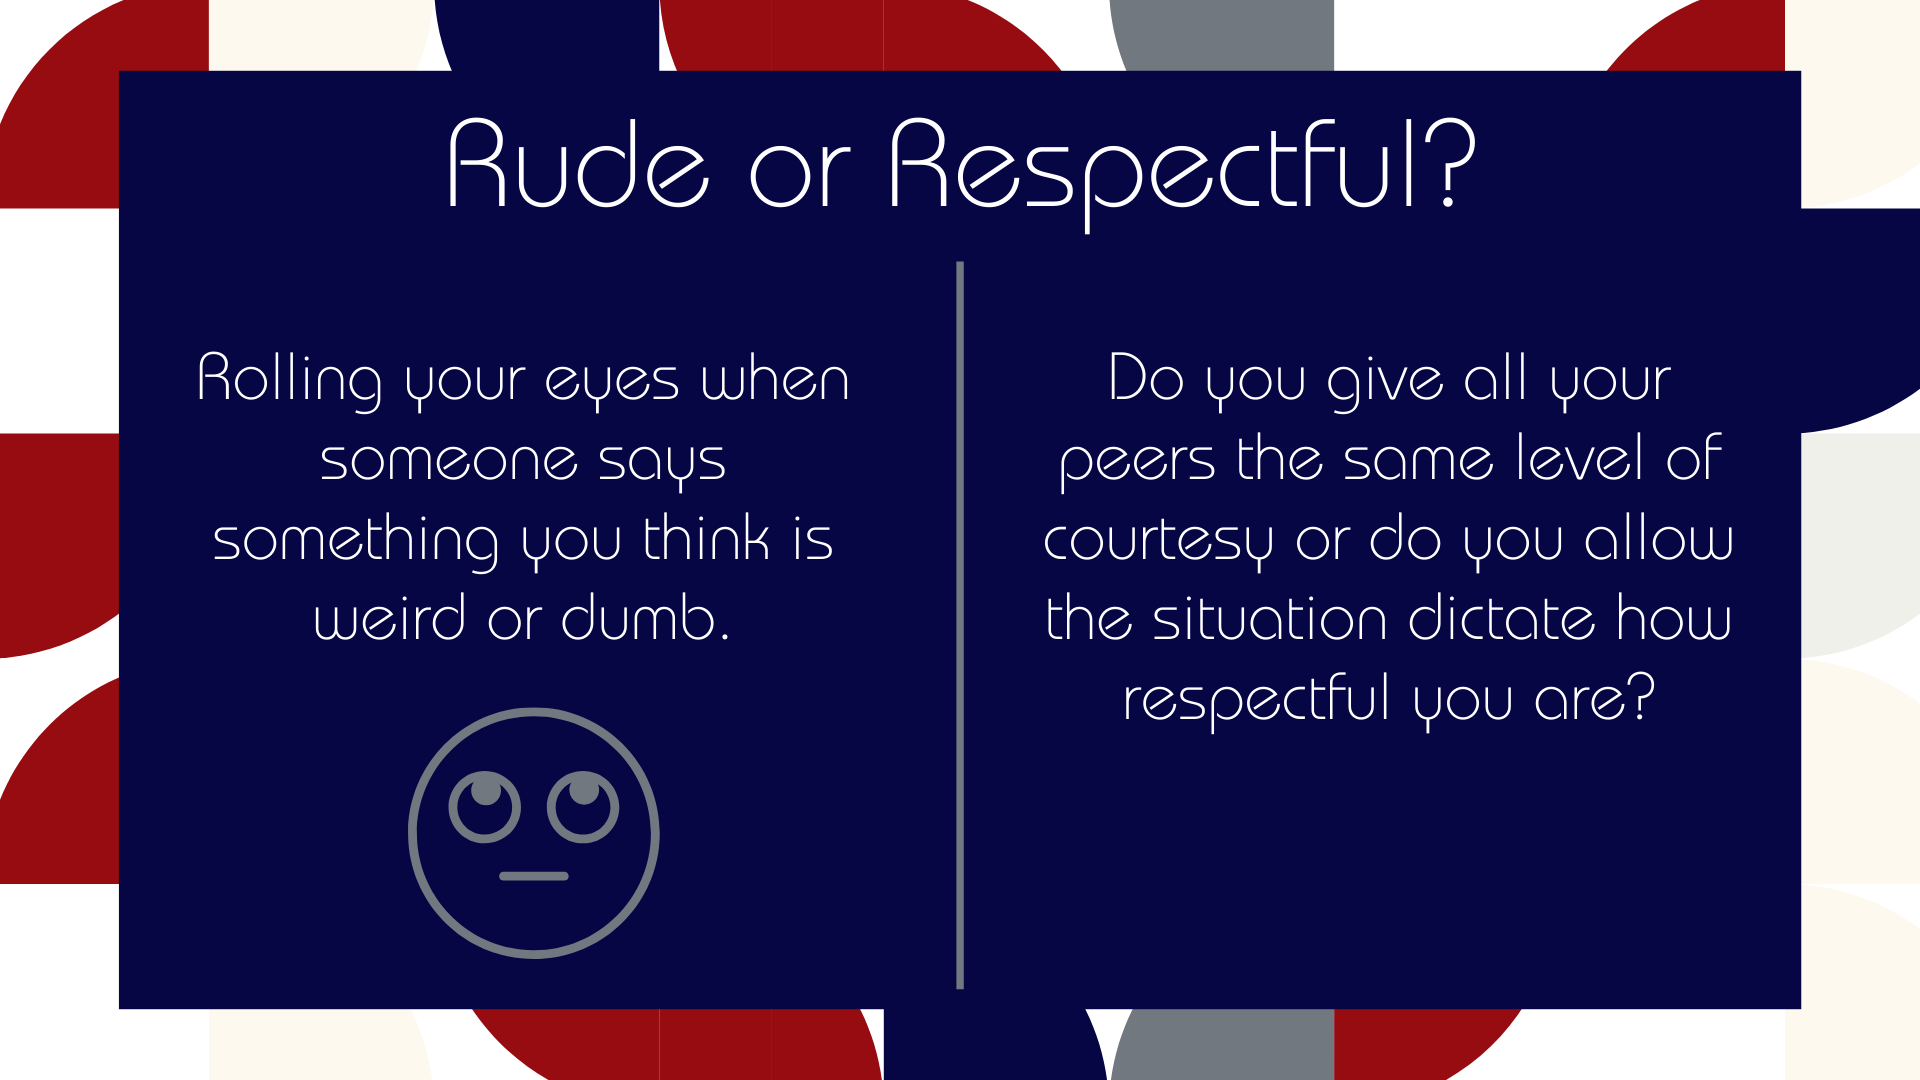 Rude or Respectful?
Rolling your eyes when
someone says
something you think is
weird or dumb.
Do you give all your
peers the same level of
courtesy or do you allow
the situation dictate how
respectful you are?